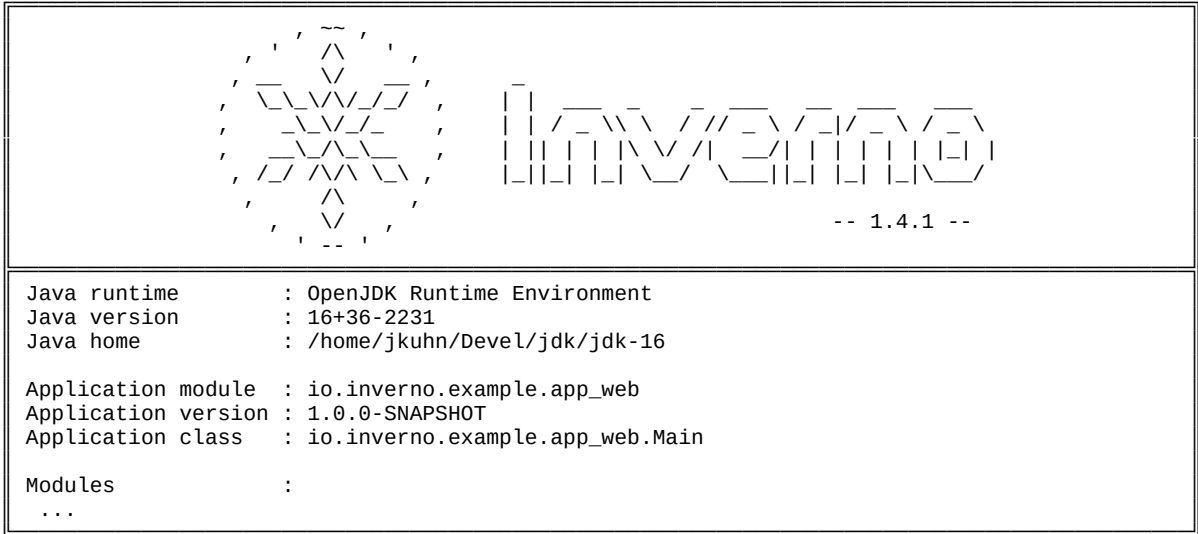 Inverno
-- 1.4.1 --
Java runtime : OpenJDK Runtime Environment
Java version : 16+36-2231
Java home : /home/jkuhn/Devel/jdk/jdk-16
Application module : io.inverno.example.app_web
Application version : 1.0.0-SNAPSHOT
Application class : io.inverno.example.app_web.Main
Modules :
...